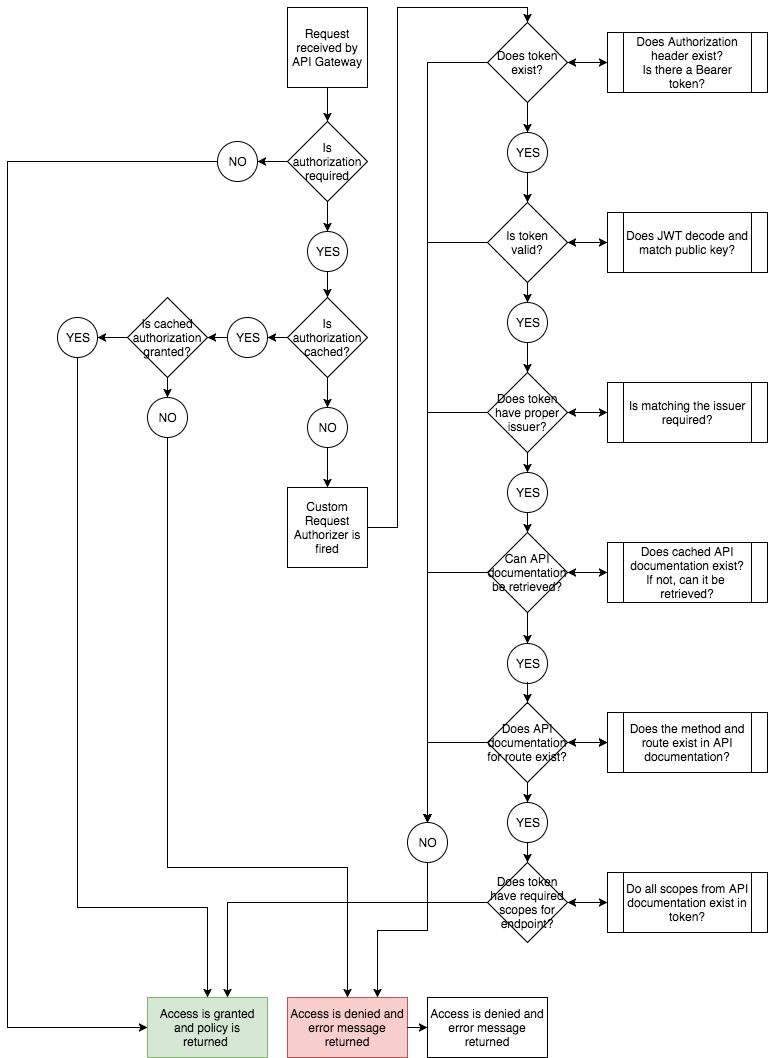 Request
received by
API Gateway
Is
authorization
required
NO
YES
Is
authorization
cached?
YES
Is cached
authorization
granted?
YES
NO
NO
Custom
Request
Authorizer is
fired
Does token
exist?
Does Authorization
header exist?
Is there a Bearer
token?
YES
Is token
valid?
Does JWT decode and
match public key?
YES
Does token
have proper
issuer?
Is matching the issuer
required?
YES
Can API
documentation
be retrieved?
Does cached API
documentation exist?
If not, can it be
retrieved?
YES
Does API
documentation
for route exist?
Does the method and
route exist in API
documentation?
YES
NO
Does token
have required
scopes for
endpoint?
Do all scopes from API
documentation exist in
token?
Access is granted
and policy is
returned
Access is denied and
error message
returned
Access is denied and
error message
returned